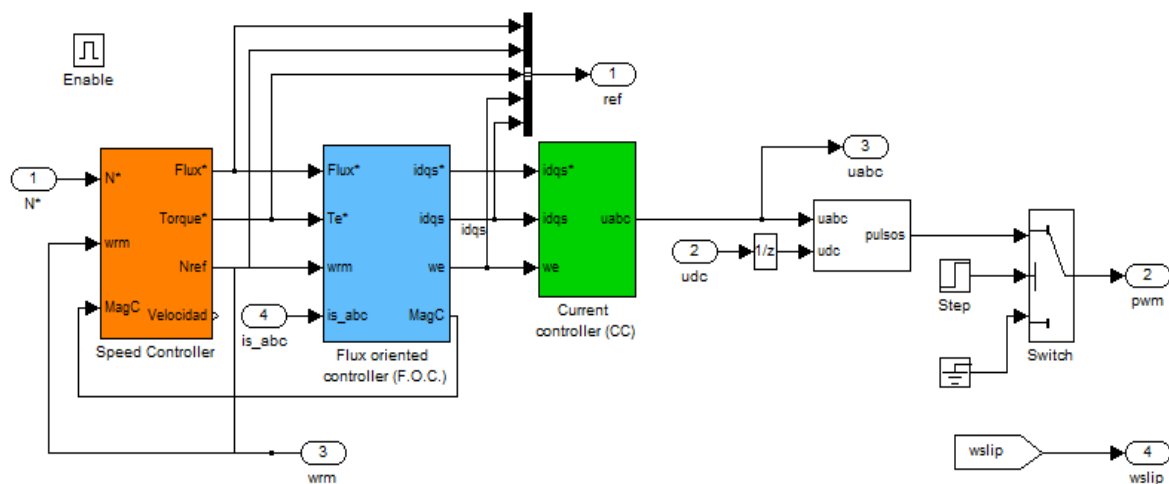 Enable
1
ref
1
N*
N*
wrm
MagC
Flux*
Torque*
Nref
Velocidad
Speed Controller
Flux*
Te*
wrm
is_abc
idqs*
idqs
we
MagC
Flux oriented
controller (F.O.C.)
4
is_abc
idqs
idqs*
idqs
we
uabc
Current
controller (CC)
3
uabc
2
udc
1/z
uabc
udc
pulsos
Step
Switch
2
pwm
3
wrm
wslip
4
wslip